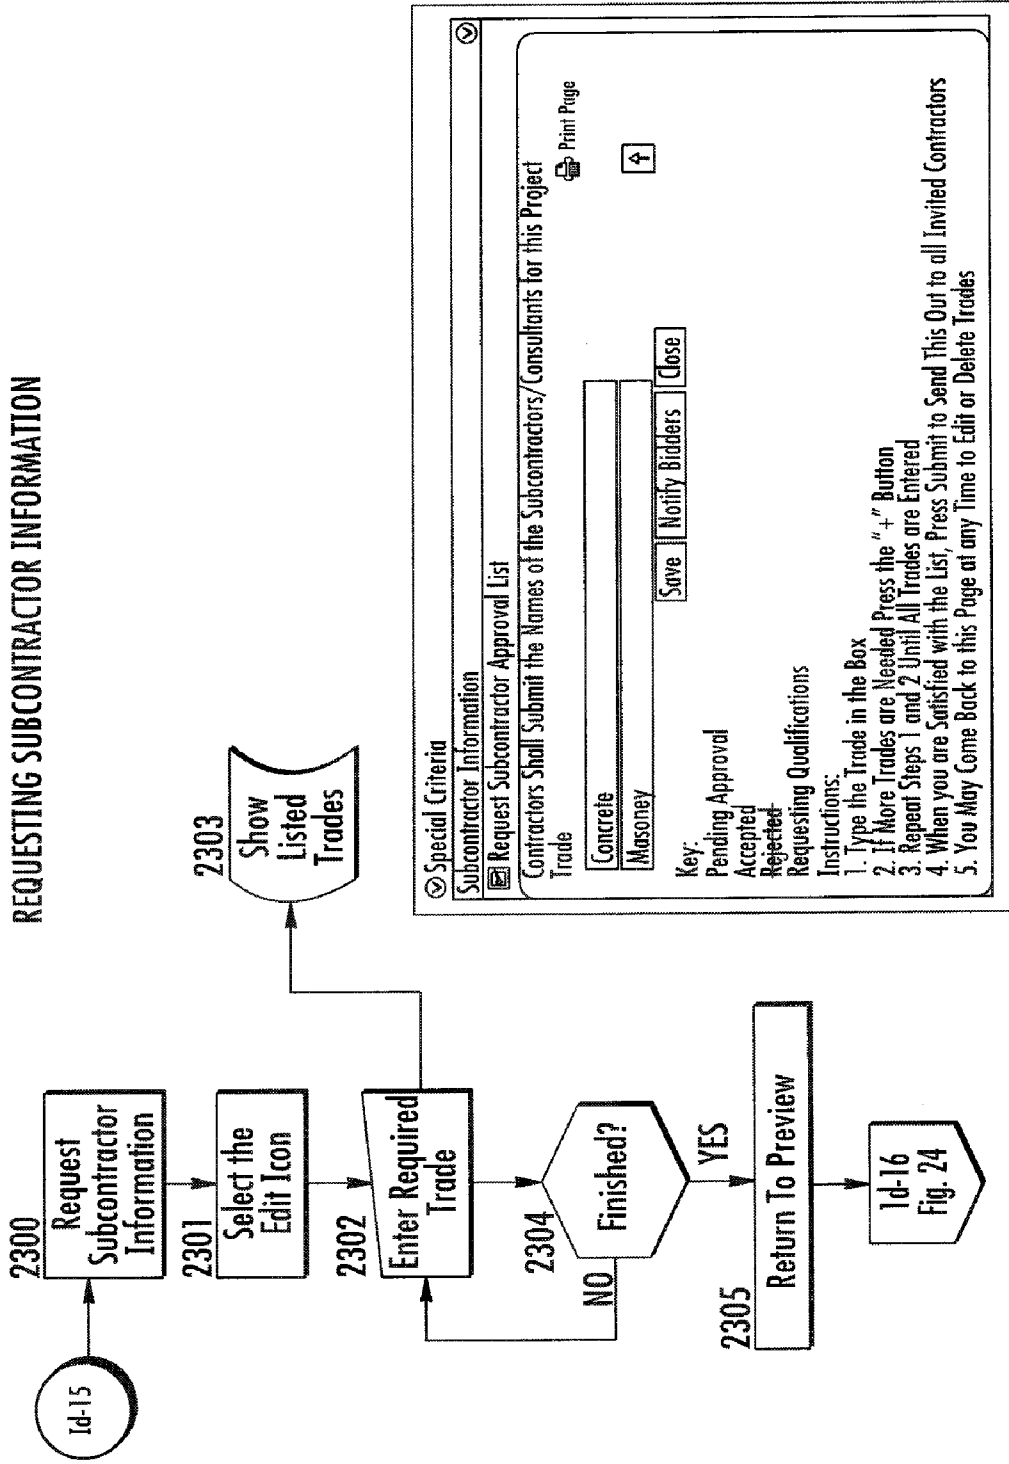 REQUESTING SUBCONTRACTOR INFORMATION
Id-15
2300
Request
Subcontractor
Information
2301
Select the
Edit Icon
2302
Enter Required
Trade
2303
Show
Listed
Trades
2304
Finished?
NO
YES
2305
Return To Preview
1d-16
Fig. 24
Special Criteria
Subcontractor Information
Request Subcontractor Approval List
Contractors Shall Submit the Names of the Subcontractors/Consultants for this Project
Trade
Print Page
Concrete
Masoney
Save
Notify Bidders
Close
Key:
Pending Approval
Accepted
Rejected
Requesting Qualifications
Instructions:
1. Type the Trade in the Box
2. If More Trades are Needed Press the "+" Button
3. Repeat Steps 1 and 2 Until All Trades are Entered
4. When you are Satisfied with the List, Press Submit to Send This Out to all Invited Contractors
5. You May Come Back to this Page at any Time to Edit or Delete Trades